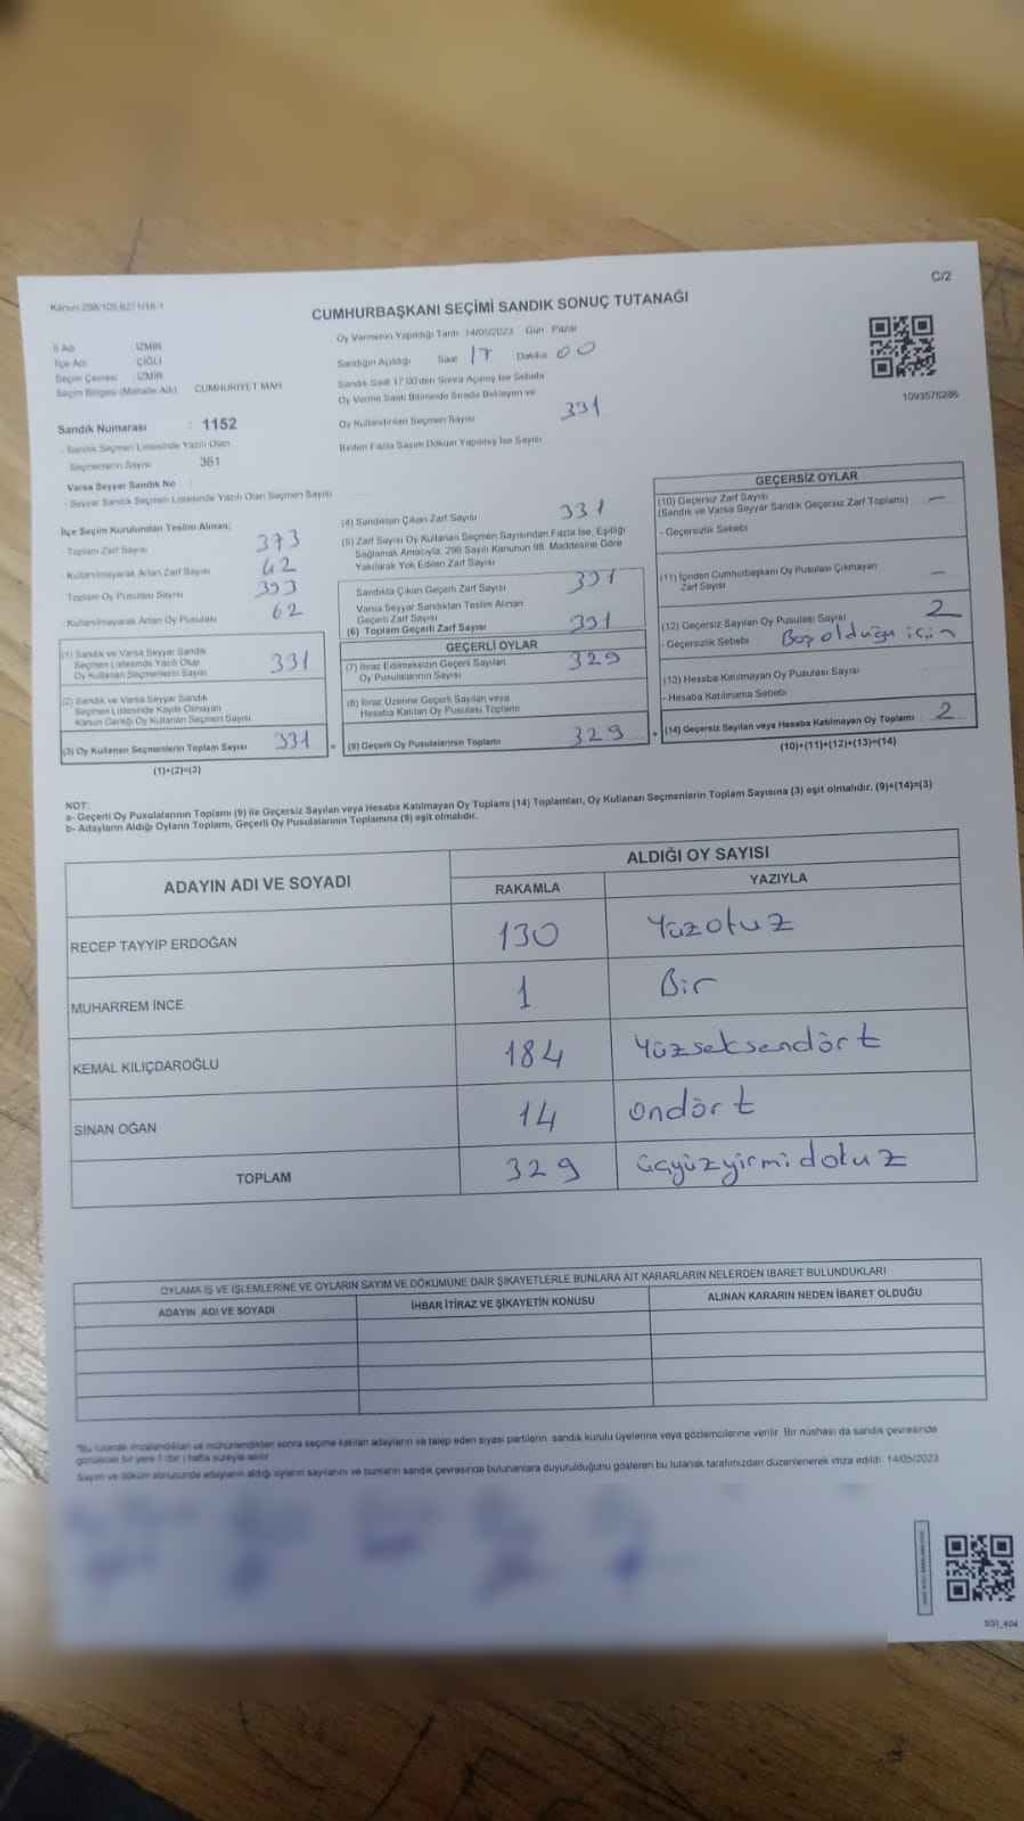 C/2
CUMHURBAŞKANI SEÇİMİ SANDIK SONUÇ TUTANAĞI
İl Adı İZMİR
İlçe Adı ÇİĞLİ
Seçim Çevresi İZMİR
Seçim Bölgesi (Mahalle Adı) CUMHURİYET MAH
Sandık Numarası : 1152
- Sandık Seçmen Listesinde Yazılı Olan
Seçmenlerin Sayısı 361
Varsa Seyyar Sandık No
- Seyyar Sandık Seçmen Listesinde Yazılı Olan Seçmen Sayısı
Oy Vermenin Yapıldığı Tarih 14/05/2023 Gün Pazar
Sandığın Açıldığı Saat 17 Dakika 00
Sandık Saat 17.00'den Sonra Açılmış İse Sebebi
Oy Verme Saati Bitiminde Sırada Bekleyen ve
Oy Kullandırılan Seçmen Sayısı 331
Birden Fazla Sayım Döküm Yapılmış İse Sayısı
1093576286
İlçe Seçim Kurulundan Teslim Alınan;
Toplam Zarf Sayısı 373
- Kullanılmayarak Artan Zarf Sayısı 42
Toplam Oy Pusulası Sayısı 393
- Kullanılmayarak Artan Oy Pusulası 62
(1) Sandık ve Varsa Seyyar Sandık
Seçmen Listesinde Yazılı Olup
Oy Kullanan Seçmenlerin Sayısı 331
(2) Sandık ve Varsa Seyyar Sandık
Seçmen Listesinde Kayıtlı Olmayan
Kanun Gereği Oy Kullanan Seçmen Sayısı
(3) Oy Kullanan Seçmenlerin Toplam Sayısı 331
(1)+(2)=(3)
(4) Sandıktan Çıkan Zarf Sayısı 331
(5) Zarf Sayısı Oy Kullanan Seçmen Sayısından Fazla İse, Eşitliği
Sağlamak Amacıyla, 298 Sayılı Kanunun 98. Maddesine Göre
Yakılarak Yok Edilen Zarf Sayısı
Sandıkta Çıkan Geçerli Zarf Sayısı 331
Varsa Seyyar Sandıktan Teslim Alınan
Geçerli Zarf Sayısı
(6) Toplam Geçerli Zarf Sayısı 331
GEÇERLİ OYLAR
(7) İtiraz Edilmeksizin Geçerli Sayılan
Oy Pusulalarının Sayısı 329
(8) İtiraz Üzerine Geçerli Sayılan veya
Hesaba Katılan Oy Pusulası Toplamı
(9) Geçerli Oy Pusulalarının Toplamı 329
GEÇERSİZ OYLAR
(10) Geçersiz Zarf Sayısı
(Sandık ve Varsa Seyyar Sandık Geçersiz Zarf Toplamı) —
- Geçersizlik Sebebi
(11) İçinden Cumhurbaşkanı Oy Pusulası Çıkmayan
Zarf Sayısı —
(12) Geçersiz Sayılan Oy Pusulası Sayısı 2
- Geçersizlik Sebebi Boş olduğu için
(13) Hesaba Katılmayan Oy Pusulası Sayısı
- Hesaba Katılmama Sebebi
(14) Geçersiz Sayılan veya Hesaba Katılmayan Oy Toplamı 2
(10)+(11)+(12)+(13)=(14)
NOT:
a- Geçerli Oy Pusulalarının Toplamı (9) ile Geçersiz Sayılan veya Hesaba Katılmayan Oy Toplamı (14) Toplamları, Oy Kullanan Seçmenlerin Toplam Sayısına (3) eşit olmalıdır. (9)+(14)=(3)
b- Adayların Aldığı Oyların Toplamı, Geçerli Oy Pusulalarının Toplamına (9) eşit olmalıdır.
ADAYIN ADI VE SOYADI
ALDIĞI OY SAYISI
RAKAMLA YAZIYLA
RECEP TAYYİP ERDOĞAN 130 Yüzotuz
MUHARREM İNCE 1 Bir
KEMAL KILIÇDAROĞLU 184 Yüzseksendört
SİNAN OĞAN 14 ondört
TOPLAM 329 üçyüzyirmidokuz
OYLAMA İŞ VE İŞLEMLERİNE VE OYLARIN SAYIM VE DÖKÜMÜNE DAİR ŞİKAYETLERLE BUNLARA AİT KARARLARIN NELERDEN İBARET BULUNDUKLARI
ADAYIN ADI VE SOYADI İHBAR İTİRAZ VE ŞİKAYETİN KONUSU ALINAN KARARIN NEDEN İBARET OLDUĞU
*Bu tutanak imzalandıktan ve mühürlendikten sonra seçime katılan adayların ve talep eden siyasi partilerin sandık kurulu üyelerine veya gözlemcilerine verilir. Bir nüshası da sandık çevresinde
görülecek bir yere 1 (bir) hafta süreyle asılır.
Sayım ve döküm sonucunda adayların aldığı oyların sayılarını ve bunların sandık çevresinde bulunanlara duyurulduğunu gösteren bu tutanak tarafımızdan düzenlenerek imza edildi. 14/05/2023